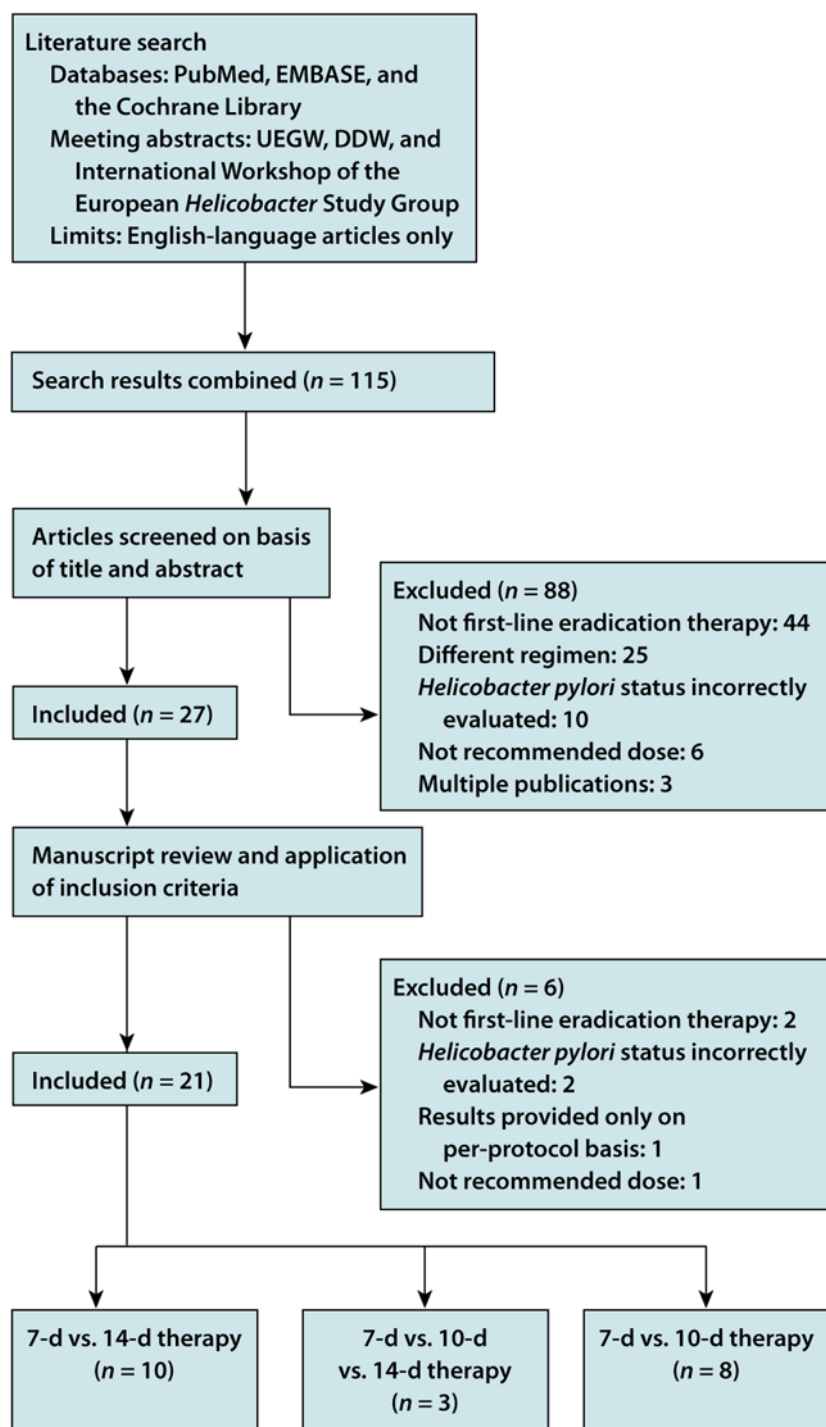 Literature search
Databases: PubMed, EMBASE, and
the Cochrane Library
Meeting abstracts: UEGW, DDW, and
International Workshop of the
European Helicobacter Study Group
Limits: English-language articles only
Search results combined (n = 115)
Articles screened on basis
of title and abstract
Excluded (n = 88)
Not first-line eradication therapy: 44
Different regimen: 25
Helicobacter pylori status incorrectly
evaluated: 10
Not recommended dose: 6
Multiple publications: 3
Included (n = 27)
Manuscript review and application
of inclusion criteria
Excluded (n = 6)
Not first-line eradication therapy: 2
Helicobacter pylori status incorrectly
evaluated: 2
Results provided only on
per-protocol basis: 1
Not recommended dose: 1
Included (n = 21)
7-d vs. 14-d therapy
(n = 10)
7-d vs. 10-d
vs. 14-d therapy
(n = 3)
7-d vs. 10-d therapy
(n = 8)